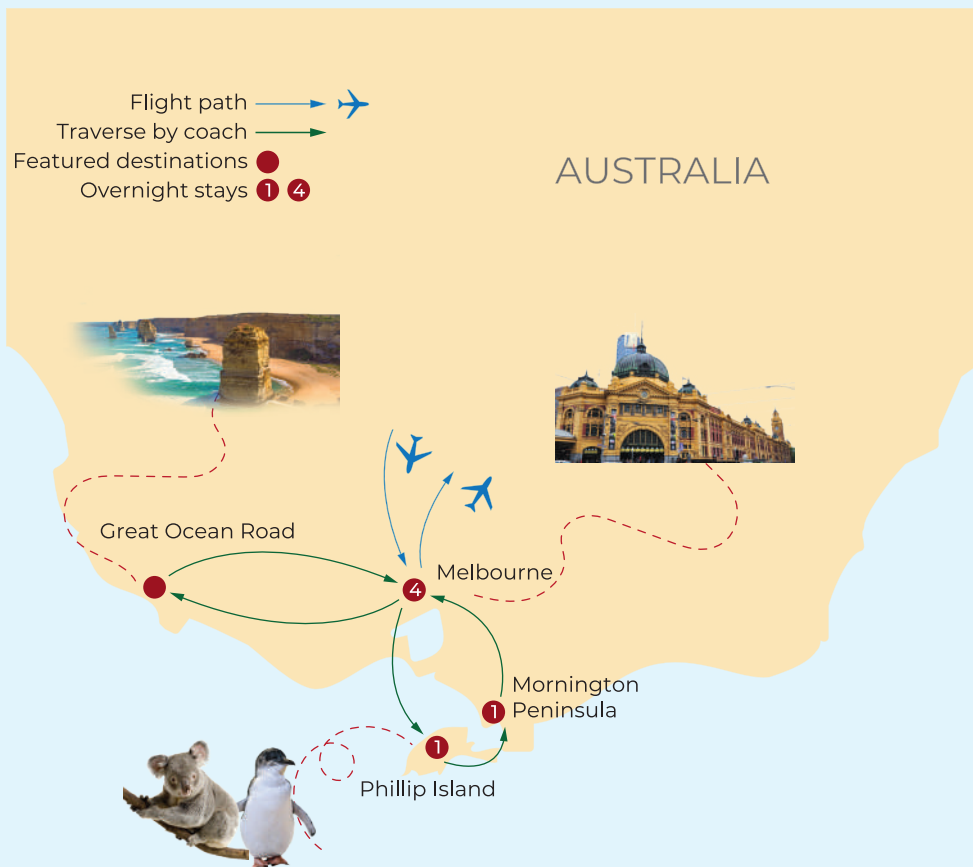 Flight path
Traverse by coach
Featured destinations
Overnight stays 1 4
AUSTRALIA
Great Ocean Road
Melbourne
4
Mornington
Peninsula
1
1
Phillip Island